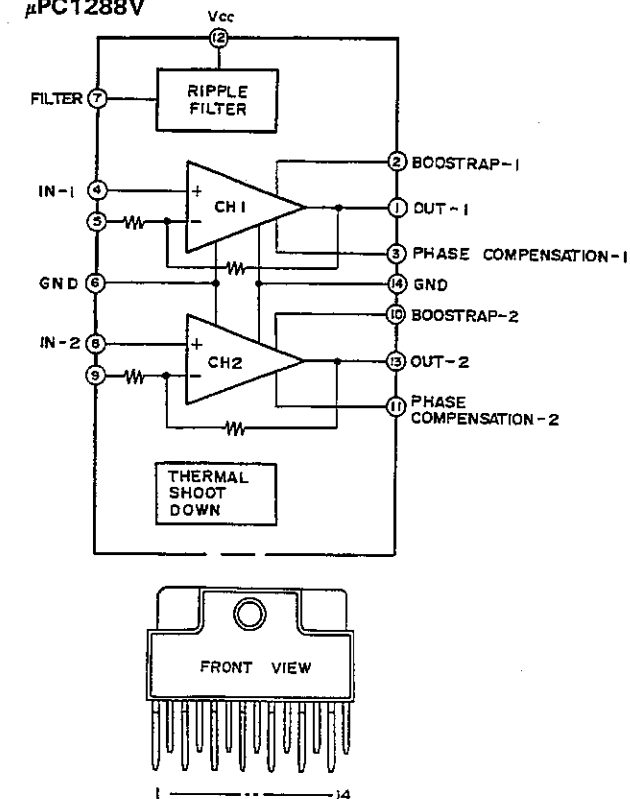 μPC1288V
Vcc
12
FILTER 7
RIPPLE
FILTER
2 BOOSTRAP-1
IN-1 4
+
CH1
1 OUT-1
5
−
3 PHASE COMPENSATION-1
GND 6
14 GND
10 BOOSTRAP-2
IN-2 8
+
CH2
13 OUT-2
9
−
11 PHASE
COMPENSATION-2
THERMAL
SHOOT
DOWN
FRONT VIEW
1 14